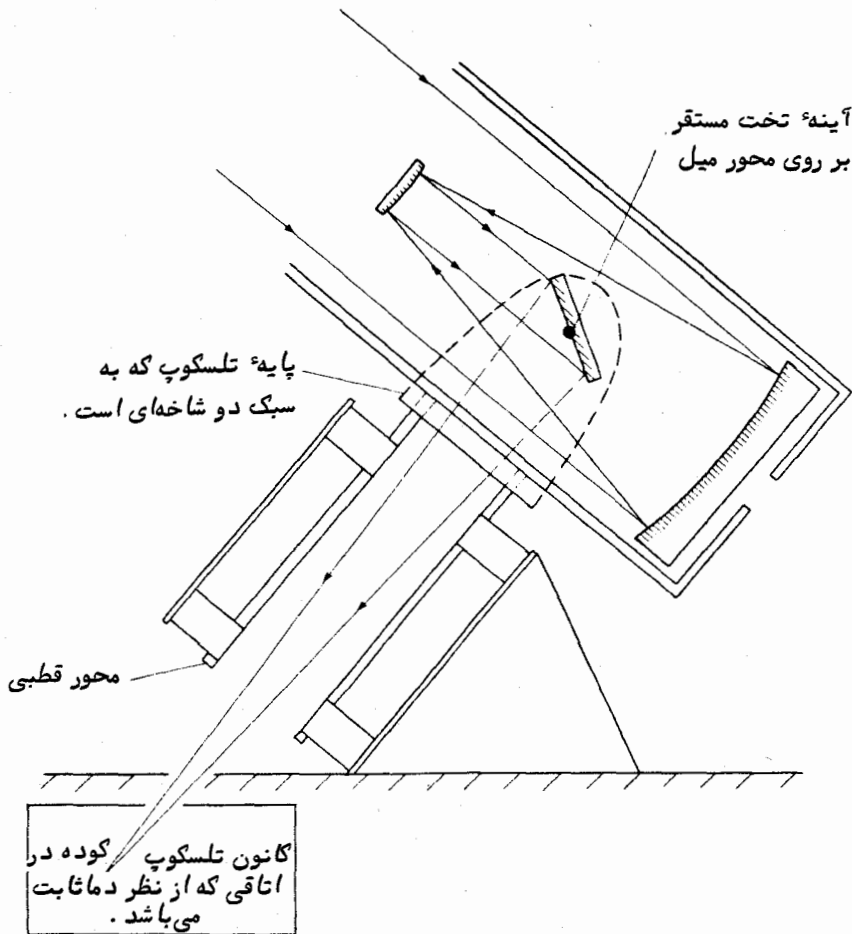 آینهٔ تخت مستقر
بر روی محور میل
پایهٔ تلسکوپ که به
سبک دو شاخه‌ای است .
محور قطبی
کانون تلسکوپ کوده در
اتاقی که از نظر دما ثابت
می‌باشد .